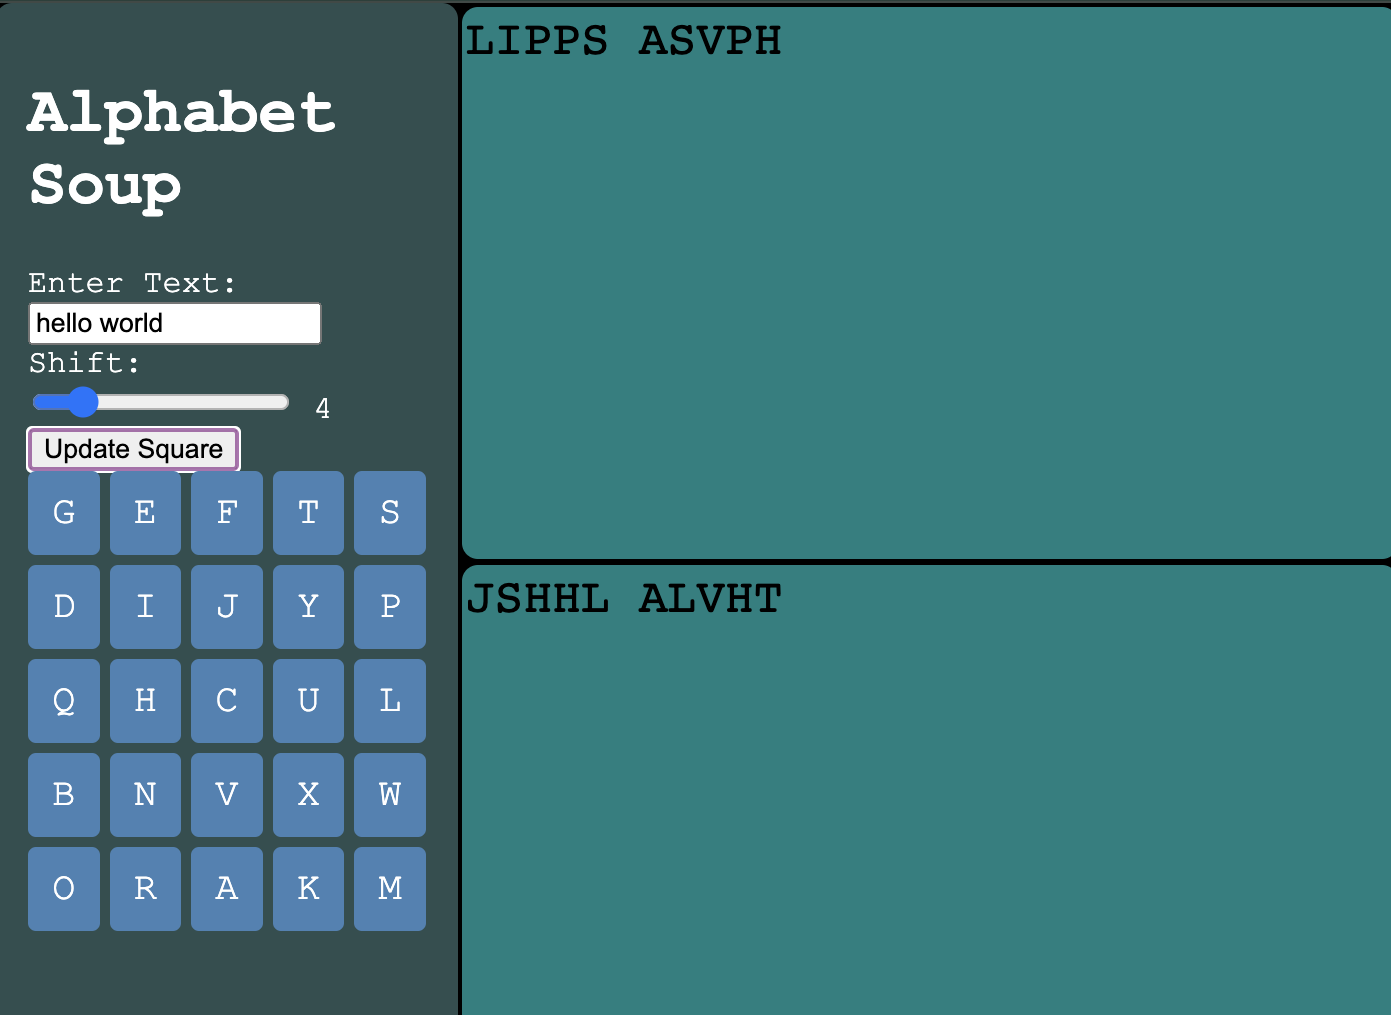 Alphabet
Soup
Enter Text:
hello world
Shift:
4
Update Square
G E F T S
D I J Y P
Q H C U L
B N V X W
O R A K M
LIPPS ASVPH
JSHHL ALVHT